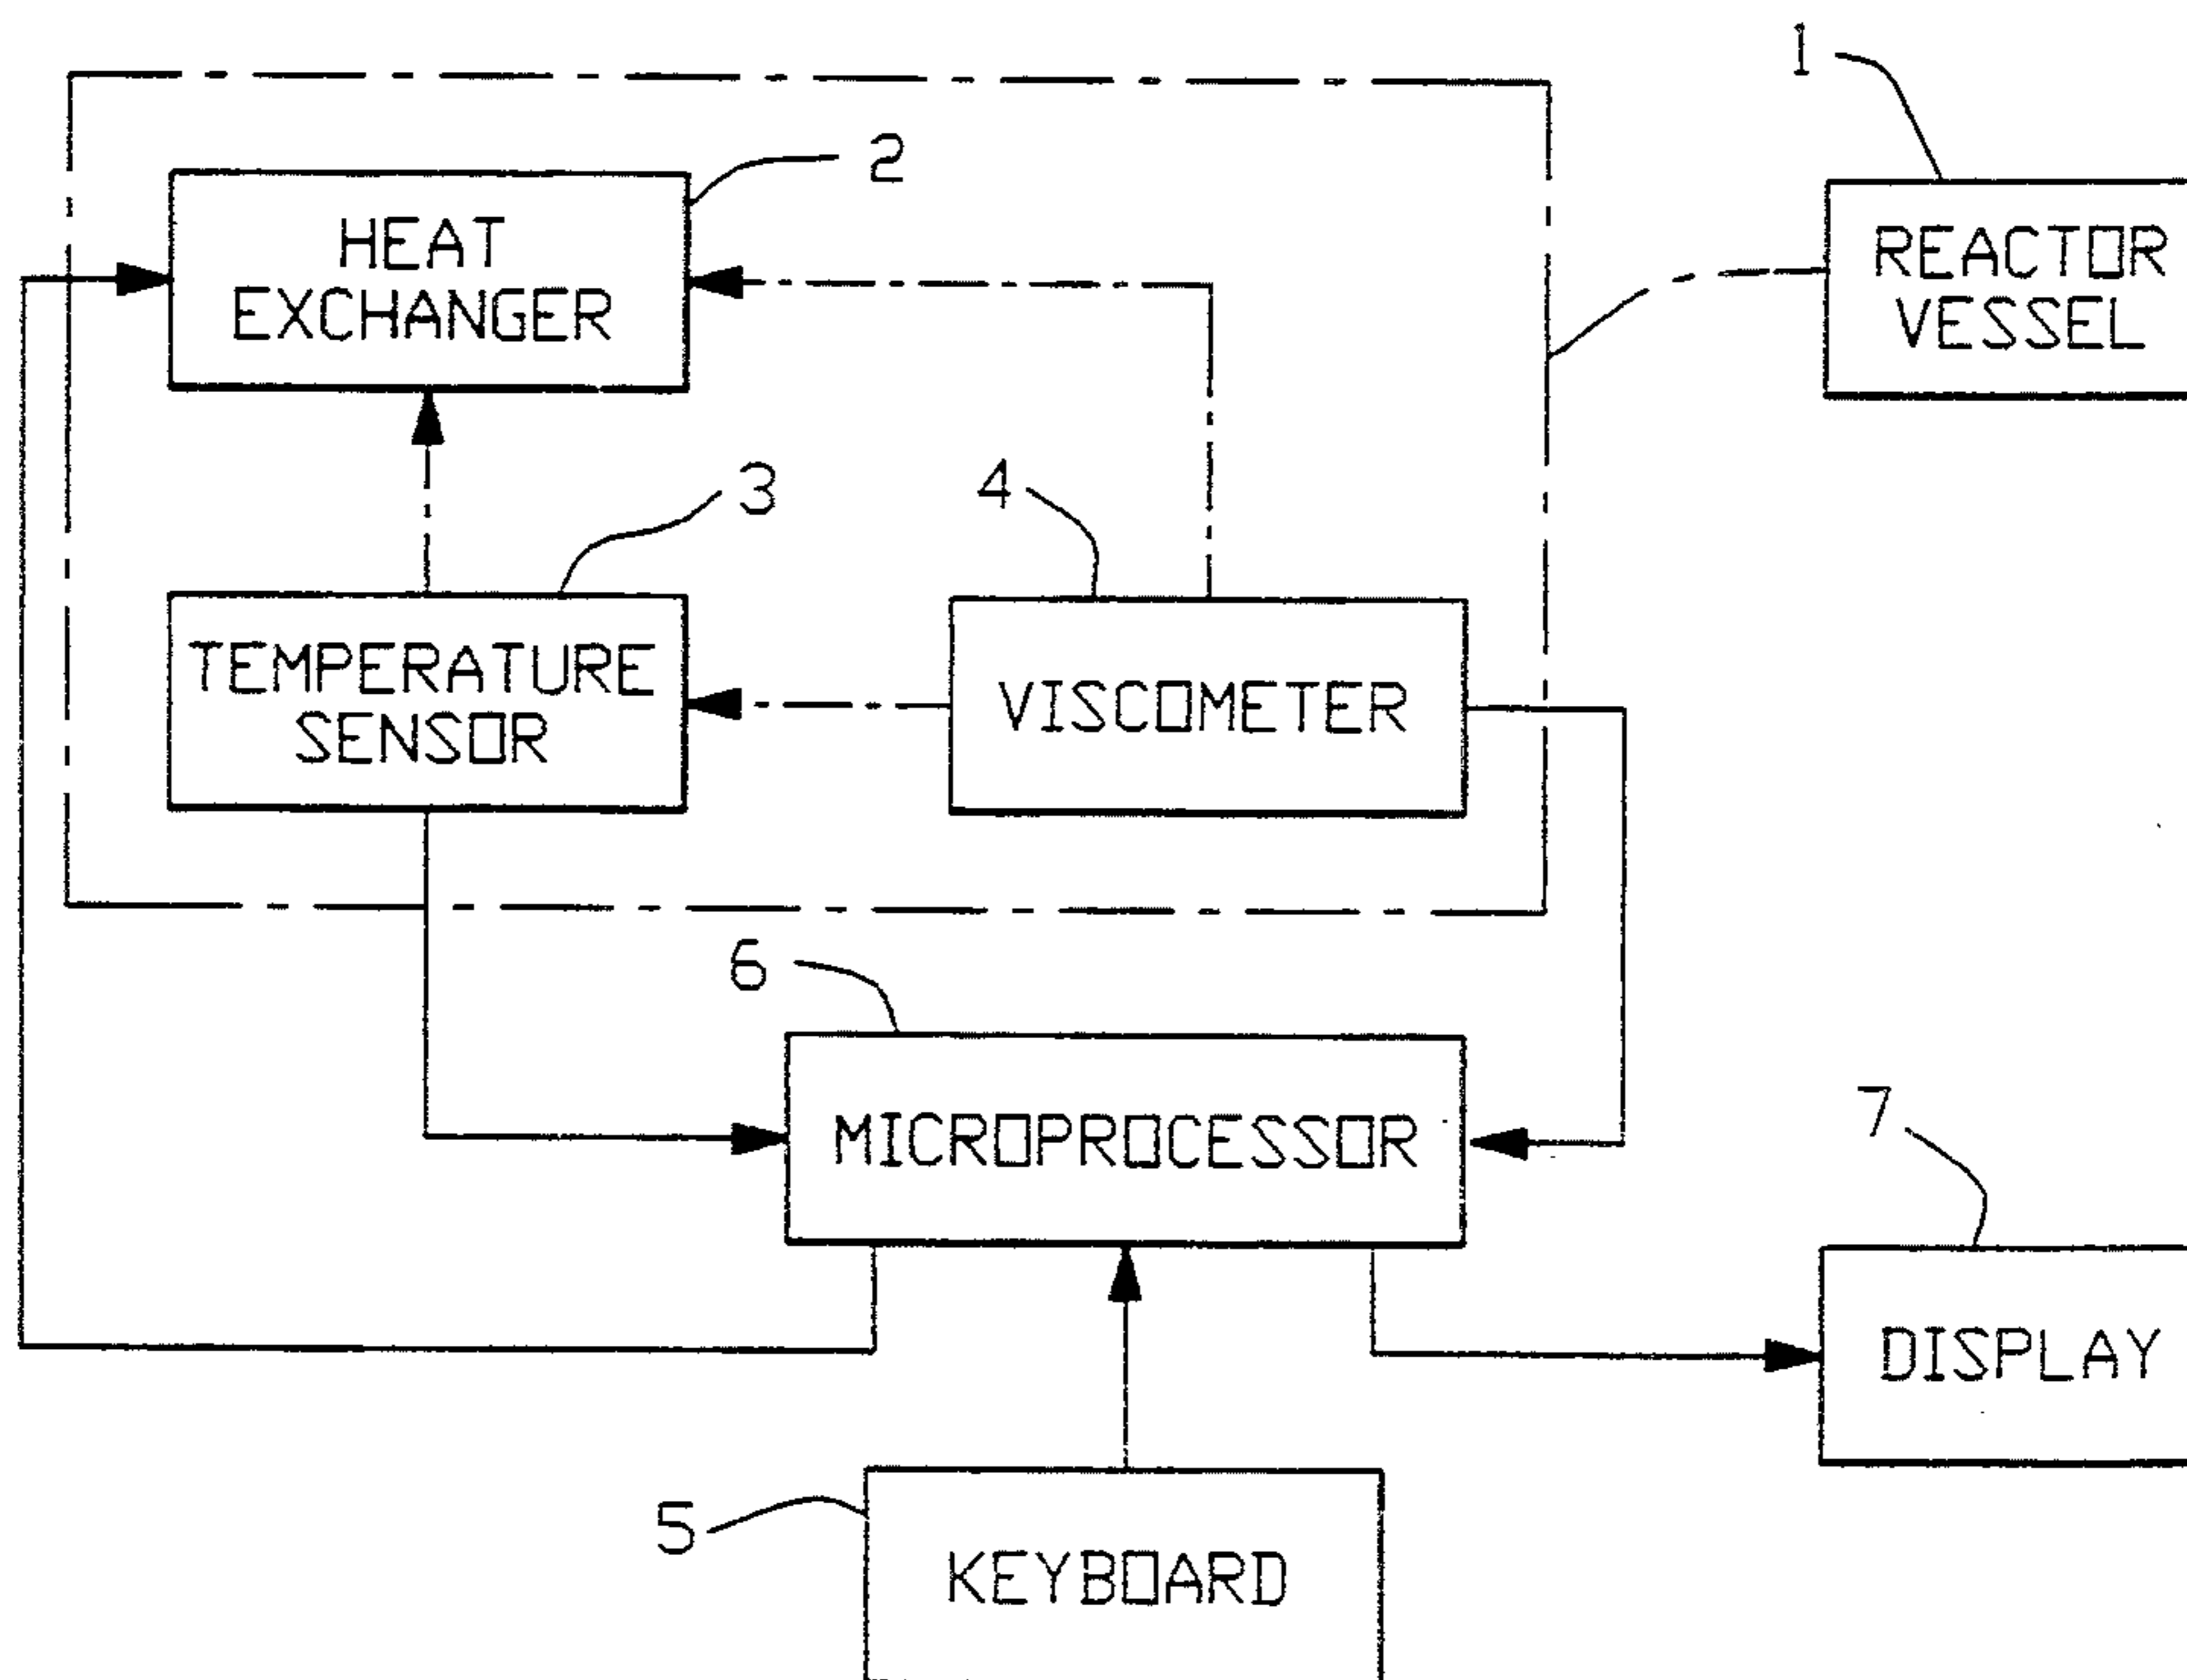 1
2
HEAT
EXCHANGER
REACTOR
VESSEL
3
4
TEMPERATURE
SENSOR
VISCOMETER
6
MICROPROCESSOR
7
DISPLAY
5
KEYBOARD